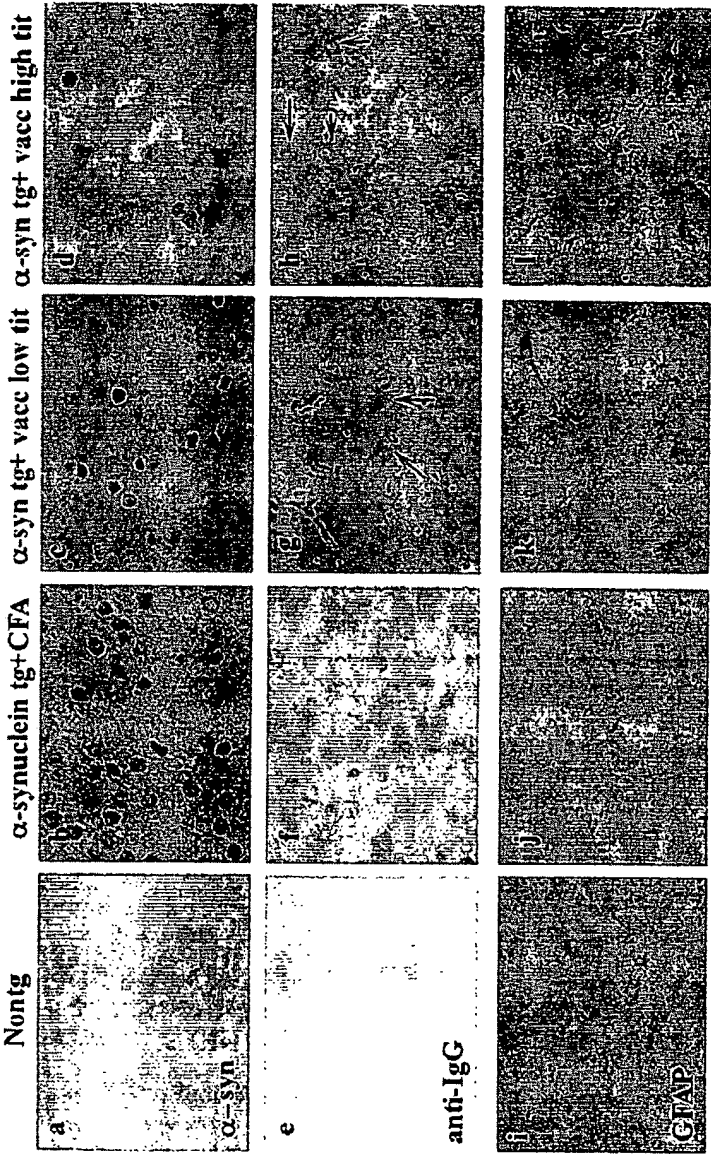 Nontg
α-synuclein tg+CFA
α-syn tg+ vacc low tit
α-syn tg+ vacc high tit
a
α-syn
b
c
d
e
anti-IgG
f
g
h
i
GFAP
j
k
l